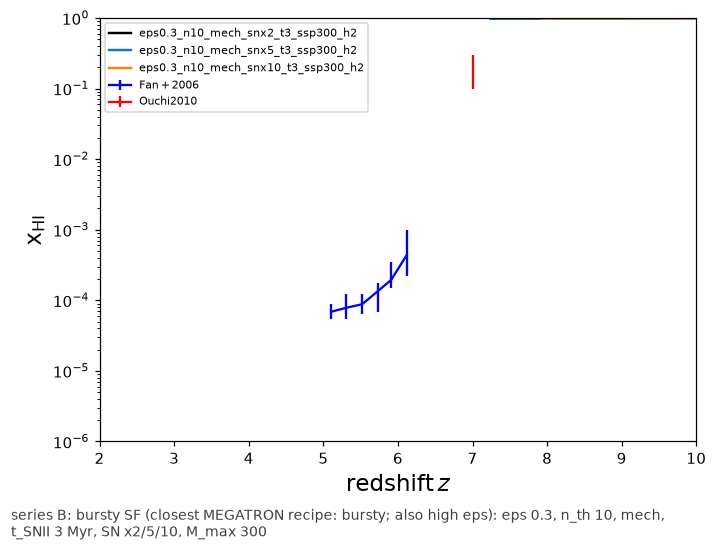 10⁰
10⁻¹
10⁻²
10⁻³
10⁻⁴
10⁻⁵
10⁻⁶
x_HI
eps0.3_n10_mech_snx2_t3_ssp300_h2
eps0.3_n10_mech_snx5_t3_ssp300_h2
eps0.3_n10_mech_snx10_t3_ssp300_h2
Fan+2006
Ouchi2010
2 3 4 5 6 7 8 9 10
redshift z
series B: bursty SF (closest MEGATRON recipe: bursty; also high eps): eps 0.3, n_th 10, mech,
t_SNII 3 Myr, SN x2/5/10, M_max 300